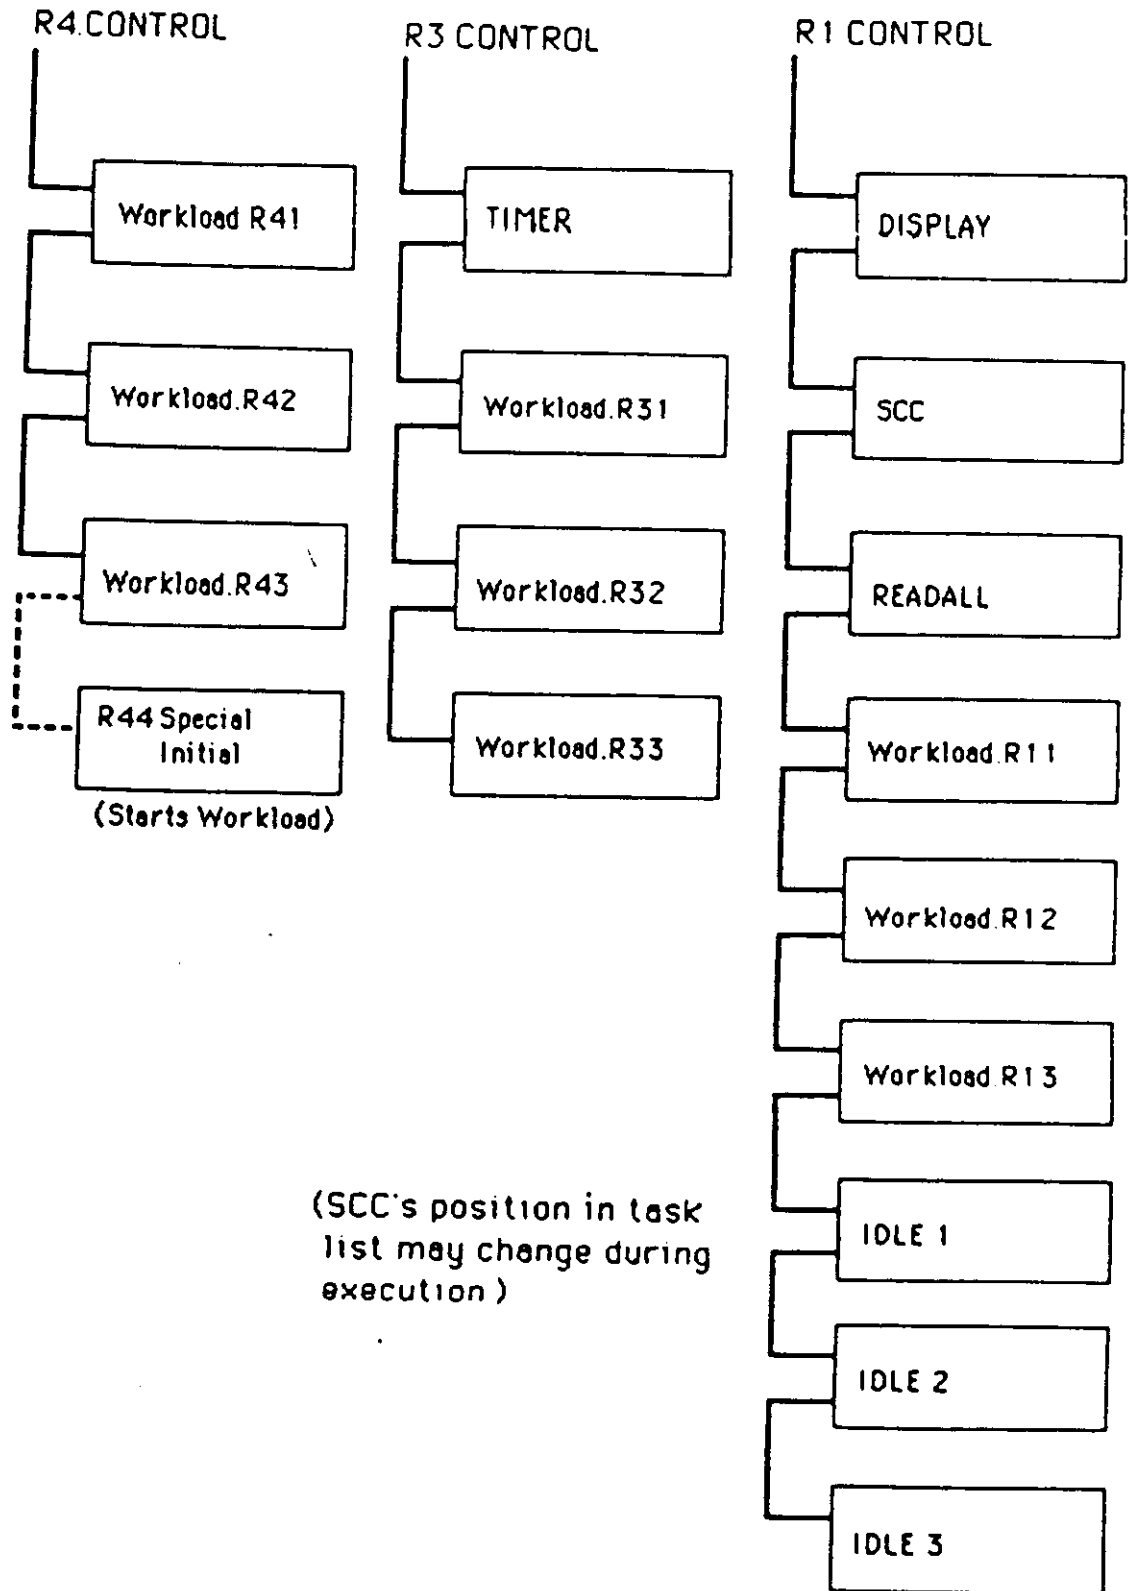 R4.CONTROL
Workload R41
Workload.R42
Workload.R43
R44 Special
Initial
(Starts Workload)
R3 CONTROL
TIMER
Workload.R31
Workload.R32
Workload.R33
R1 CONTROL
DISPLAY
SCC
READALL
Workload.R11
Workload.R12
Workload.R13
IDLE 1
IDLE 2
IDLE 3
(SCC's position in task
list may change during
execution)